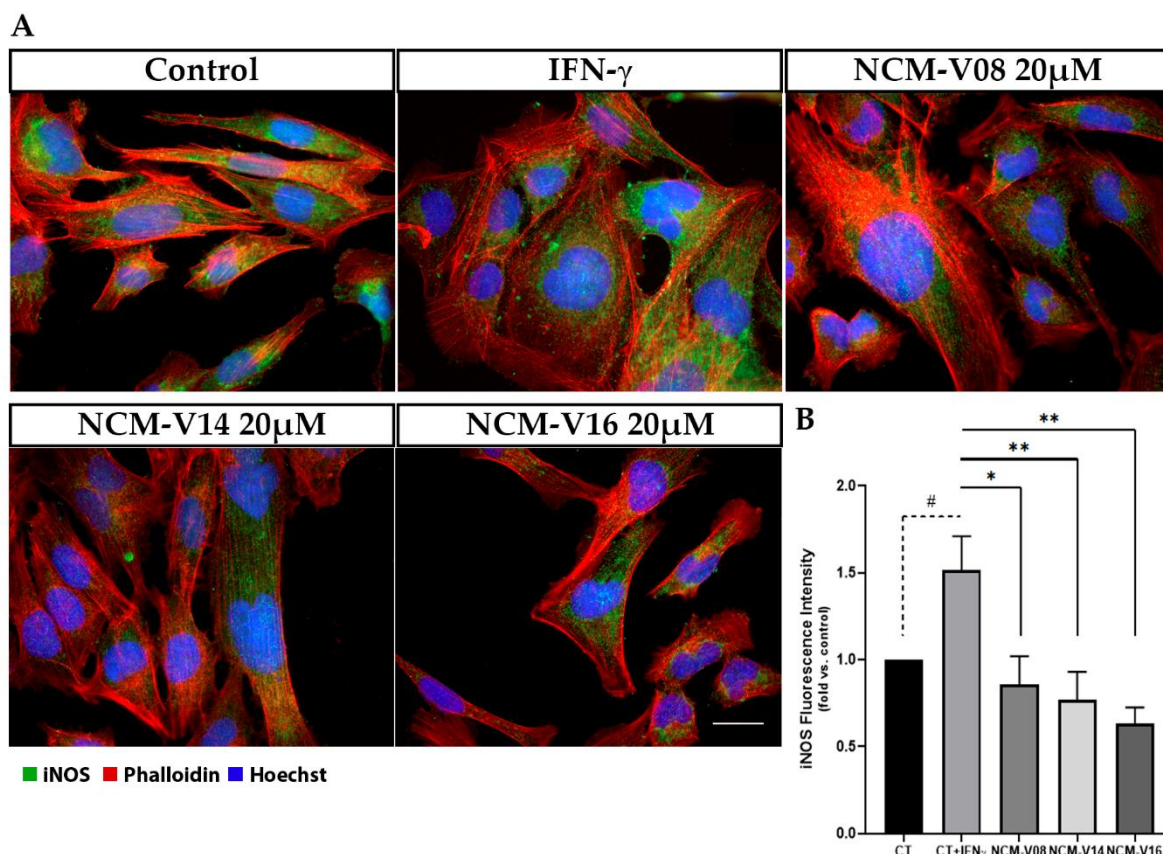 A
Control
IFN-γ
NCM-V08 20μM
NCM-V14 20μM
NCM-V16 20μM
iNOS Phalloidin Hoechst
B
**
**
*
#
2.0
1.5
1.0
0.5
0.0
iNOS Fluorescence Intensity
(fold vs. control)
CT CT+IFNγ NCM-V08 NCM-V14 NCM-V16